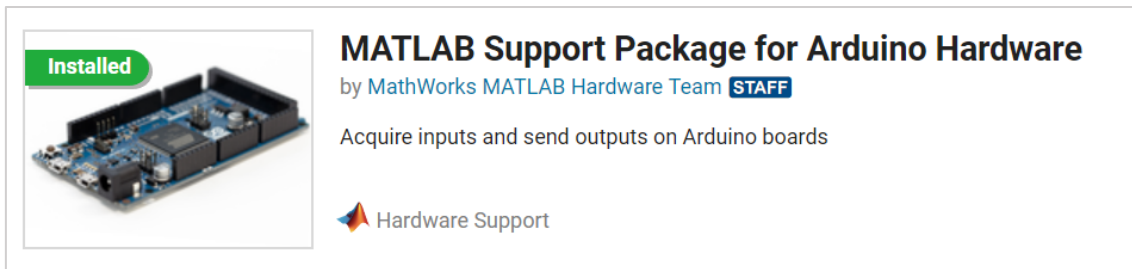 Installed
MATLAB Support Package for Arduino Hardware
by MathWorks MATLAB Hardware Team STAFF
Acquire inputs and send outputs on Arduino boards
Hardware Support